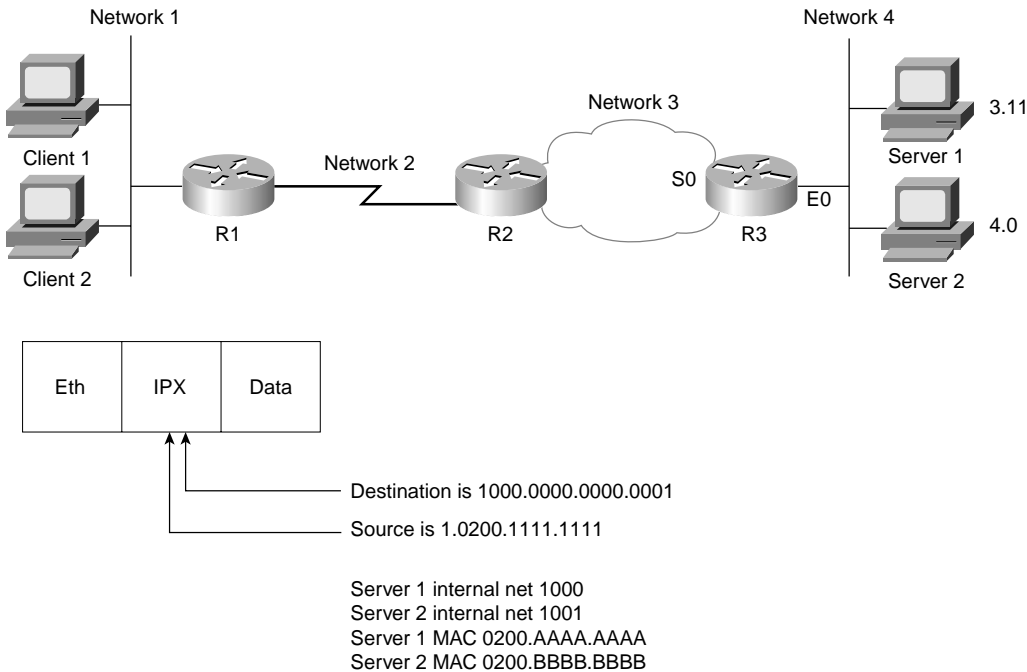 Network 1
Network 4
Network 3
3.11
Client 1
Network 2
Server 1
S0
E0
R1
R2
R3
4.0
Client 2
Server 2
Eth
IPX
Data
Destination is 1000.0000.0000.0001
Source is 1.0200.1111.1111
Server 1 internal net 1000
Server 2 internal net 1001
Server 1 MAC 0200.AAAA.AAAA
Server 2 MAC 0200.BBBB.BBBB